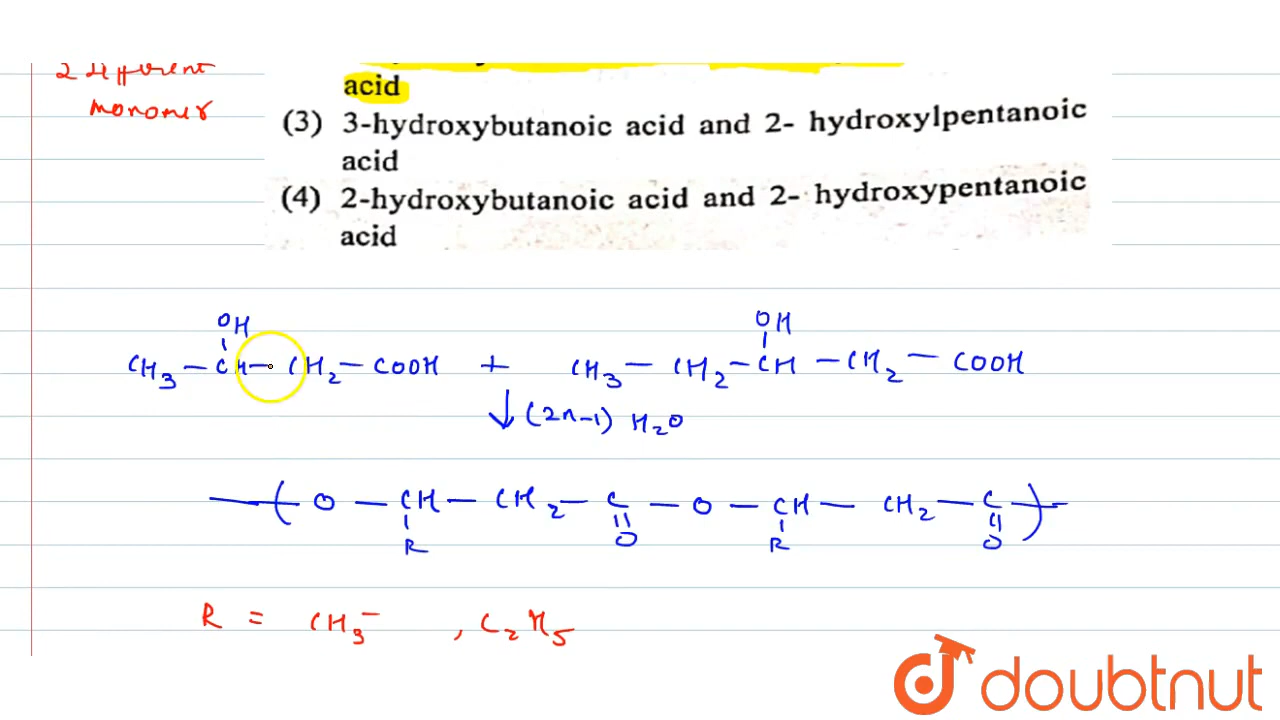 2 different
monomer
acid
(3) 3-hydroxybutanoic acid and 2- hydroxylpentanoic
acid
(4) 2-hydroxybutanoic acid and 2- hydroxypentanoic
acid
OH OH
CH3 — CH — CH2 — COOH + CH3 — CH2 — CH — CH2 — COOH
↓ (2n-1) H2O
—( O — CH — CH2 — C — O — CH — CH2 — C )—
R O R O
R = CH3— , C2H5
doubtnut